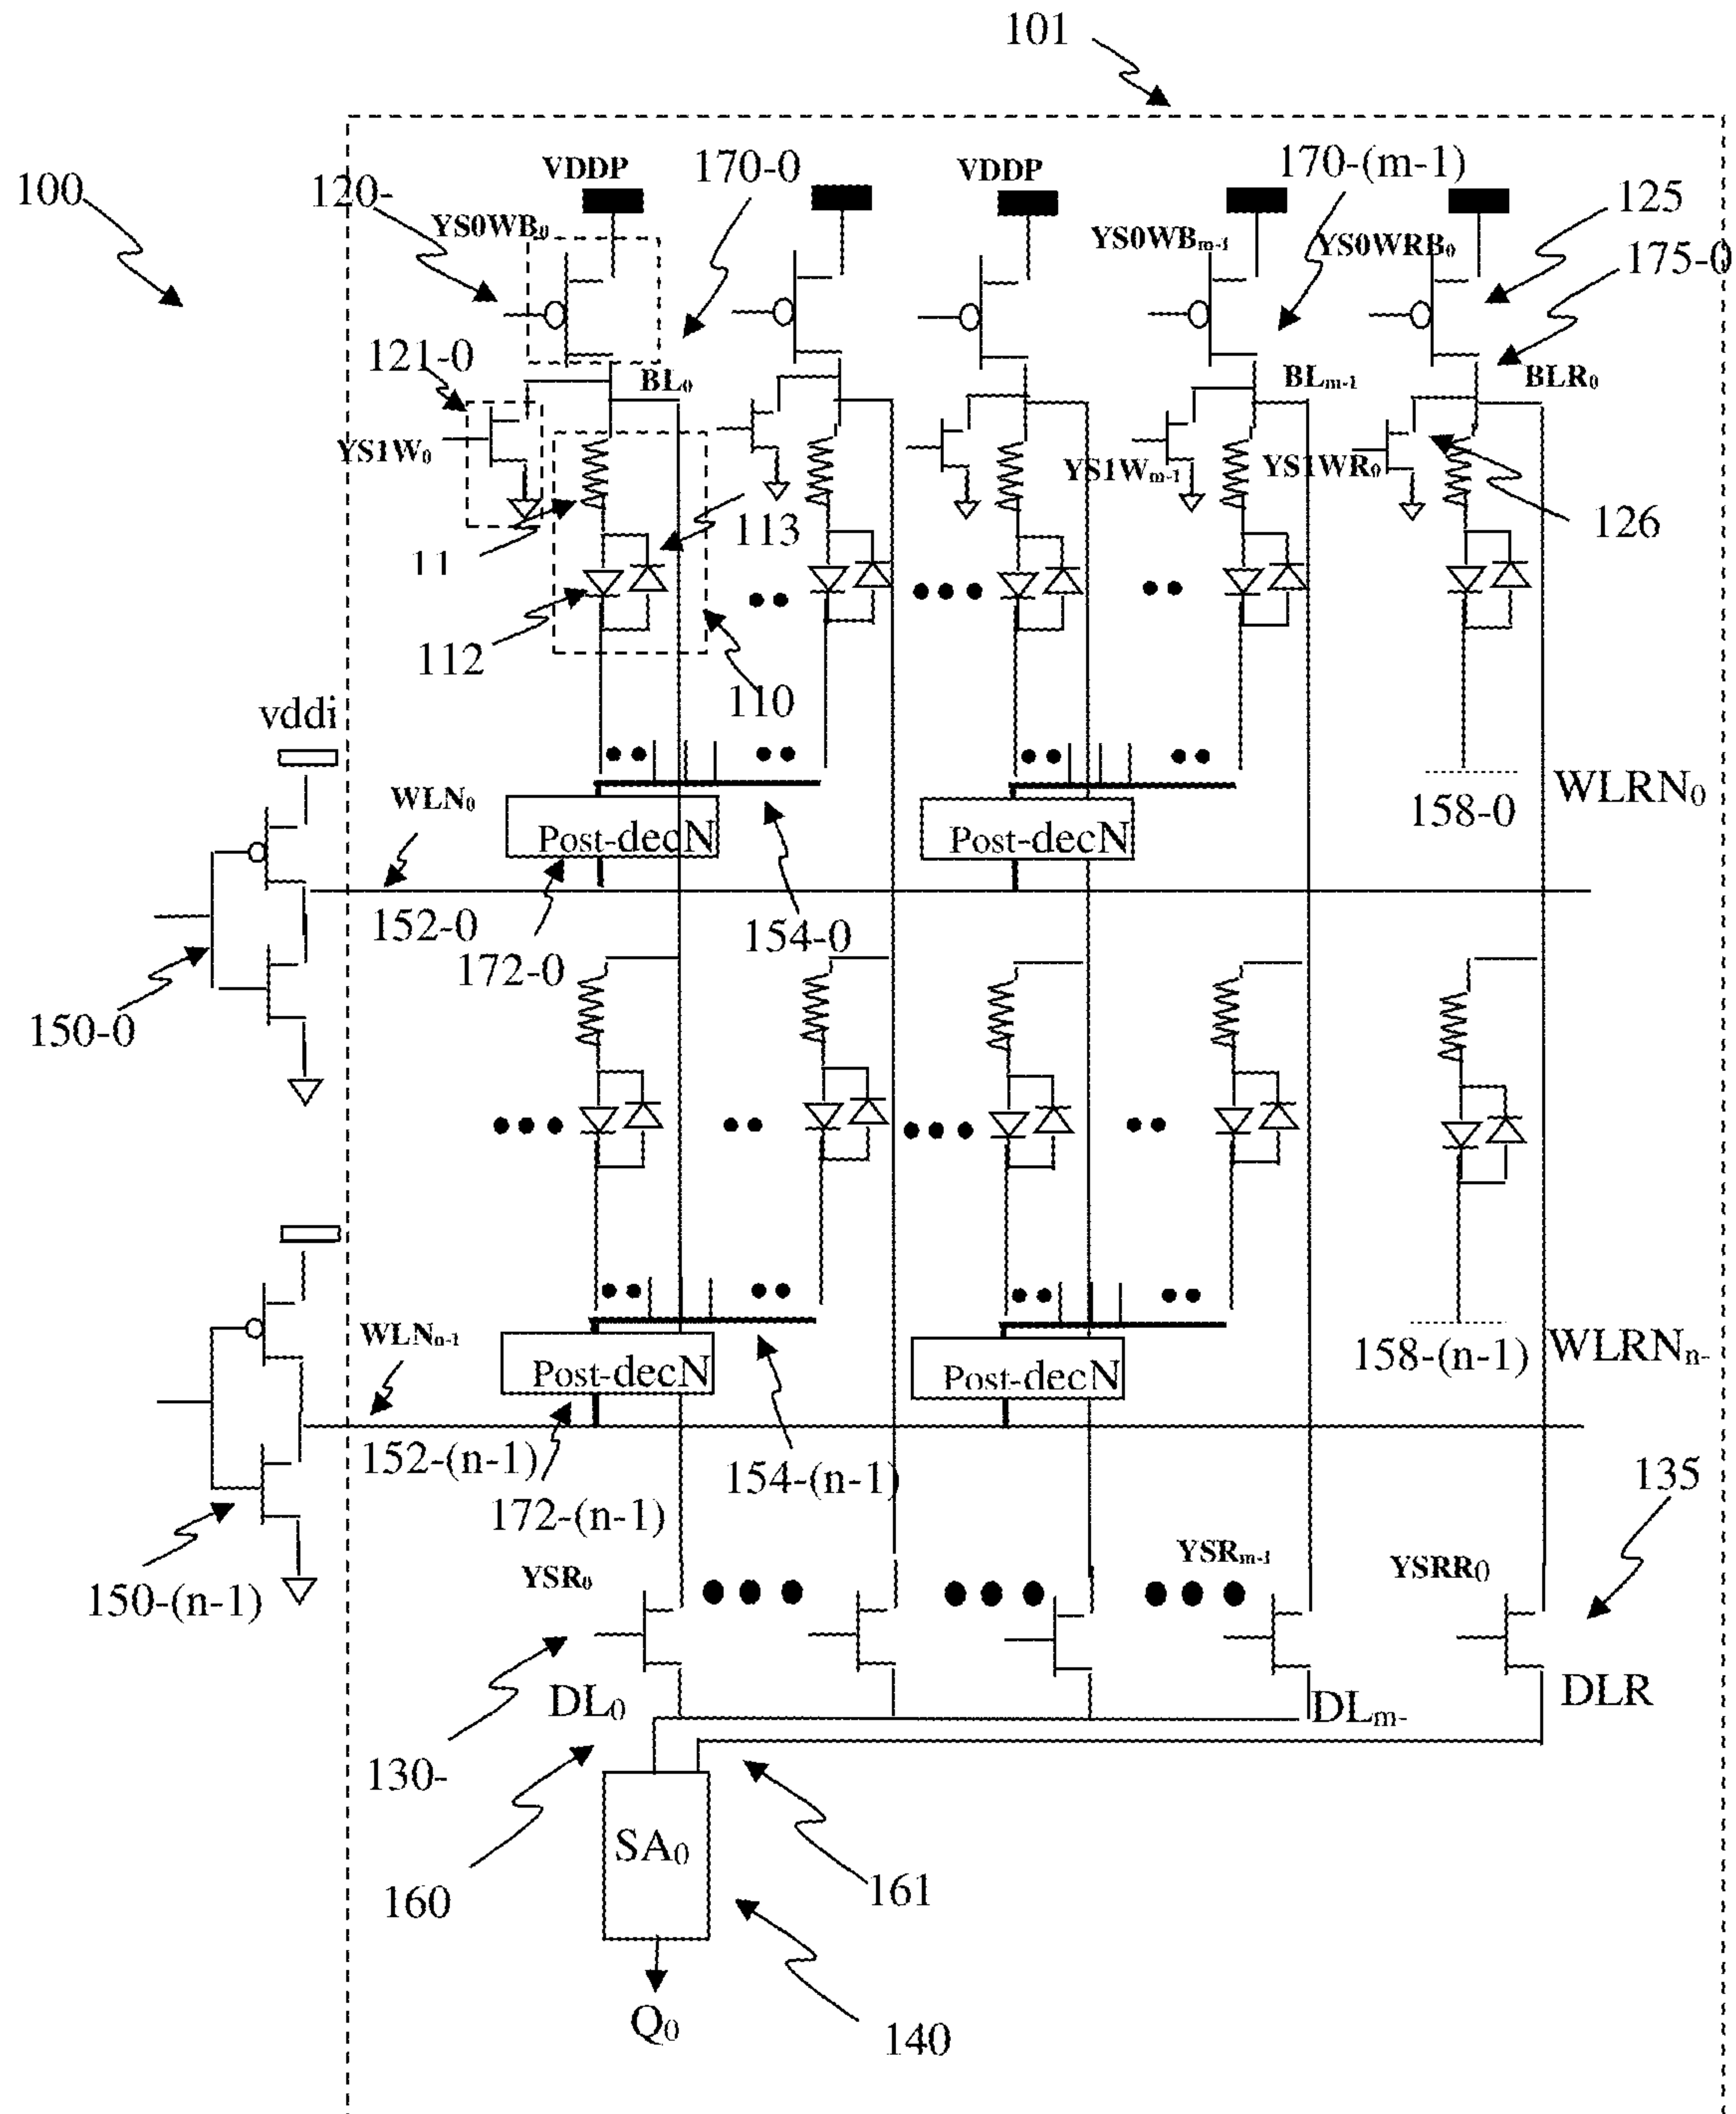 101
100
120-
VDDP
170-0
VDDP
170-(m-1)
125
YS0WB₀
YS0WBₘ₋₁
YS0WRB₀
175-0
121-0
BL₀
BLₘ₋₁
BLR₀
YS1W₀
YS1Wₘ₋₁
YS1WR₀
11
113
126
112
110
vddi
WLN₀
Post-decN
Post-decN
158-0
WLRN₀
152-0
172-0
154-0
150-0
WLNₙ₋₁
Post-decN
Post-decN
158-(n-1)
WLRNₙ₋
152-(n-1)
154-(n-1)
135
172-(n-1)
150-(n-1)
YSR₀
YSRₘ₋₁
YSRR0
DL₀
DLₘ₋
DLR
130-
SA₀
160
161
Q₀
140